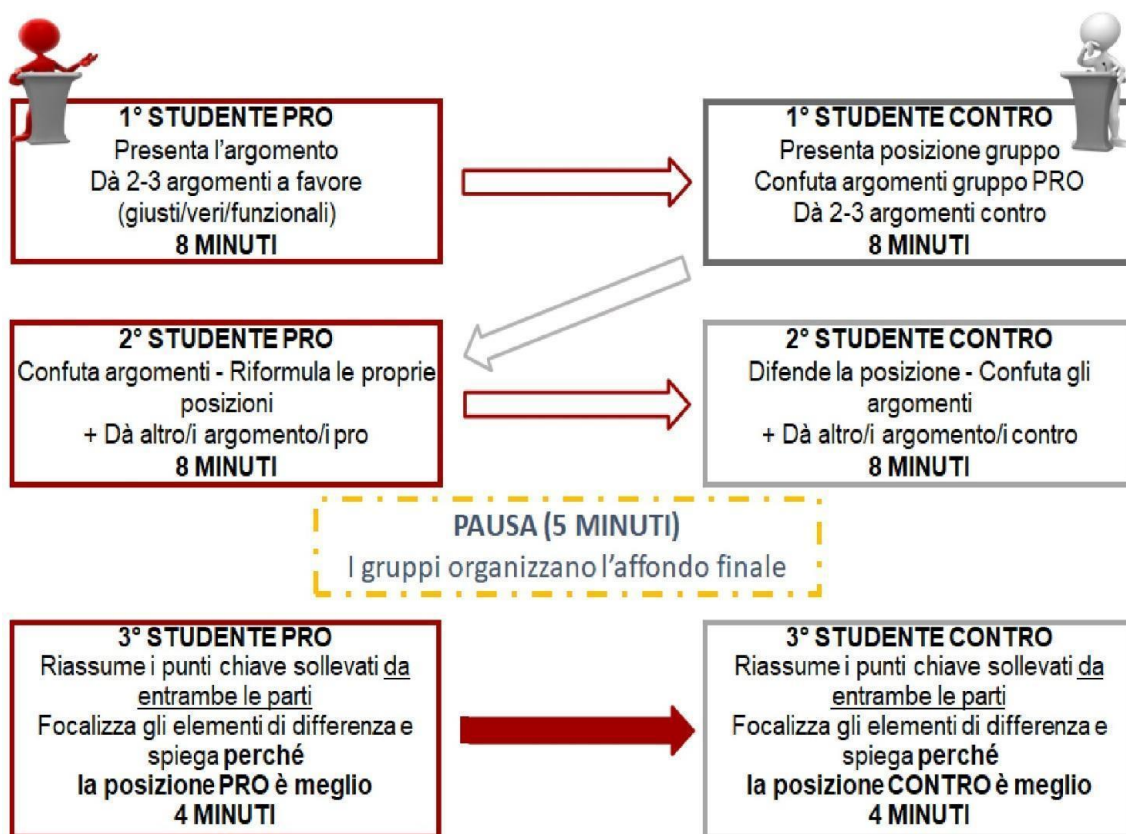 1° STUDENTE PRO
Presenta l'argomento
Dà 2-3 argomenti a favore
(giusti/veri/funzionali)
8 MINUTI
1° STUDENTE CONTRO
Presenta posizione gruppo
Confuta argomenti gruppo PRO
Dà 2-3 argomenti contro
8 MINUTI
2° STUDENTE PRO
Confuta argomenti - Riformula le proprie
posizioni
+ Dà altro/i argomento/i pro
8 MINUTI
2° STUDENTE CONTRO
Difende la posizione - Confuta gli
argomenti
+ Dà altro/i argomento/i contro
8 MINUTI
PAUSA (5 MINUTI)
I gruppi organizzano l'affondo finale
3° STUDENTE PRO
Riassume i punti chiave sollevati da
entrambe le parti
Focalizza gli elementi di differenza e
spiega perché
la posizione PRO è meglio
4 MINUTI
3° STUDENTE CONTRO
Riassume i punti chiave sollevati da
entrambe le parti
Focalizza gli elementi di differenza e
spiega perché
la posizione CONTRO è meglio
4 MINUTI